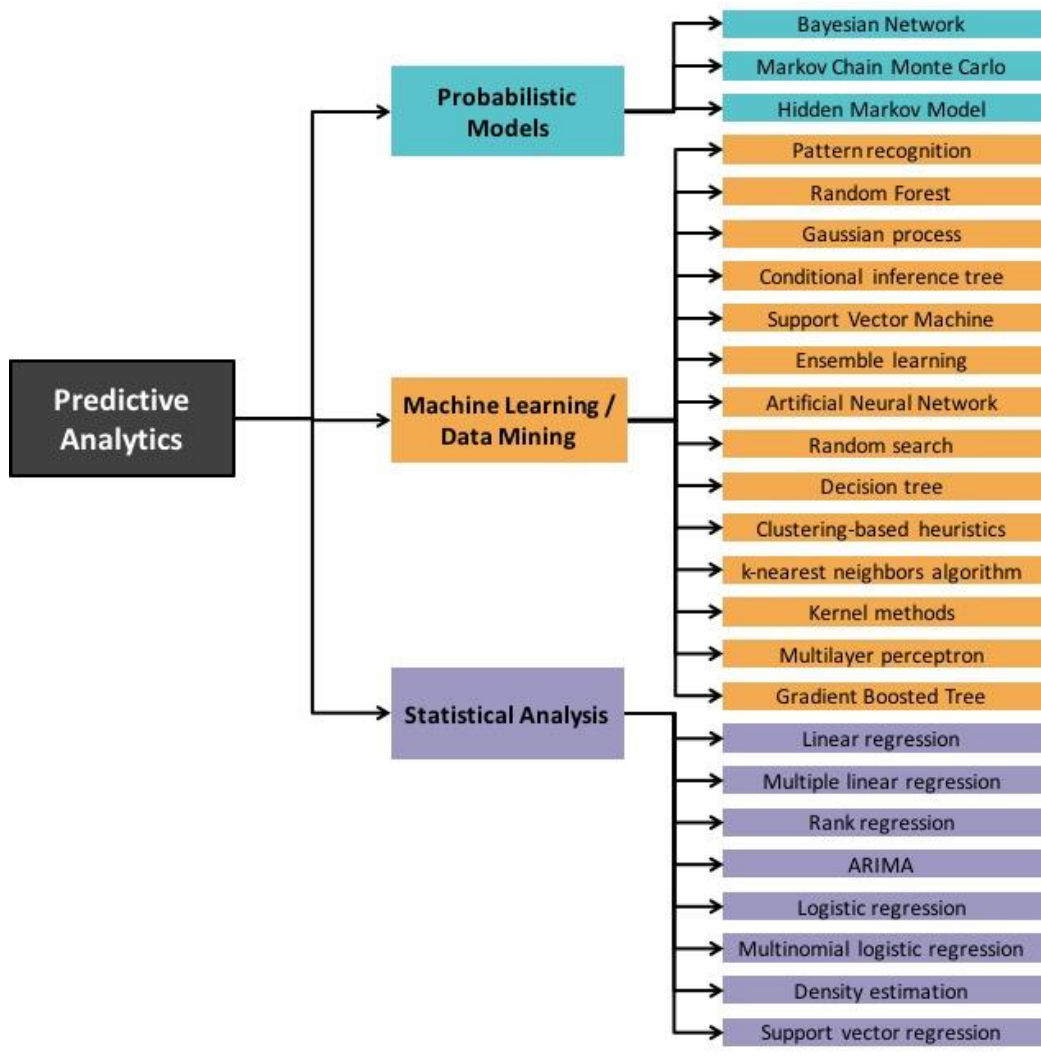 Predictive
Analytics
Probabilistic
Models
Machine Learning /
Data Mining
Statistical Analysis
Bayesian Network
Markov Chain Monte Carlo
Hidden Markov Model
Pattern recognition
Random Forest
Gaussian process
Conditional inference tree
Support Vector Machine
Ensemble learning
Artificial Neural Network
Random search
Decision tree
Clustering-based heuristics
k-nearest neighbors algorithm
Kernel methods
Multilayer perceptron
Gradient Boosted Tree
Linear regression
Multiple linear regression
Rank regression
ARIMA
Logistic regression
Multinomial logistic regression
Density estimation
Support vector regression